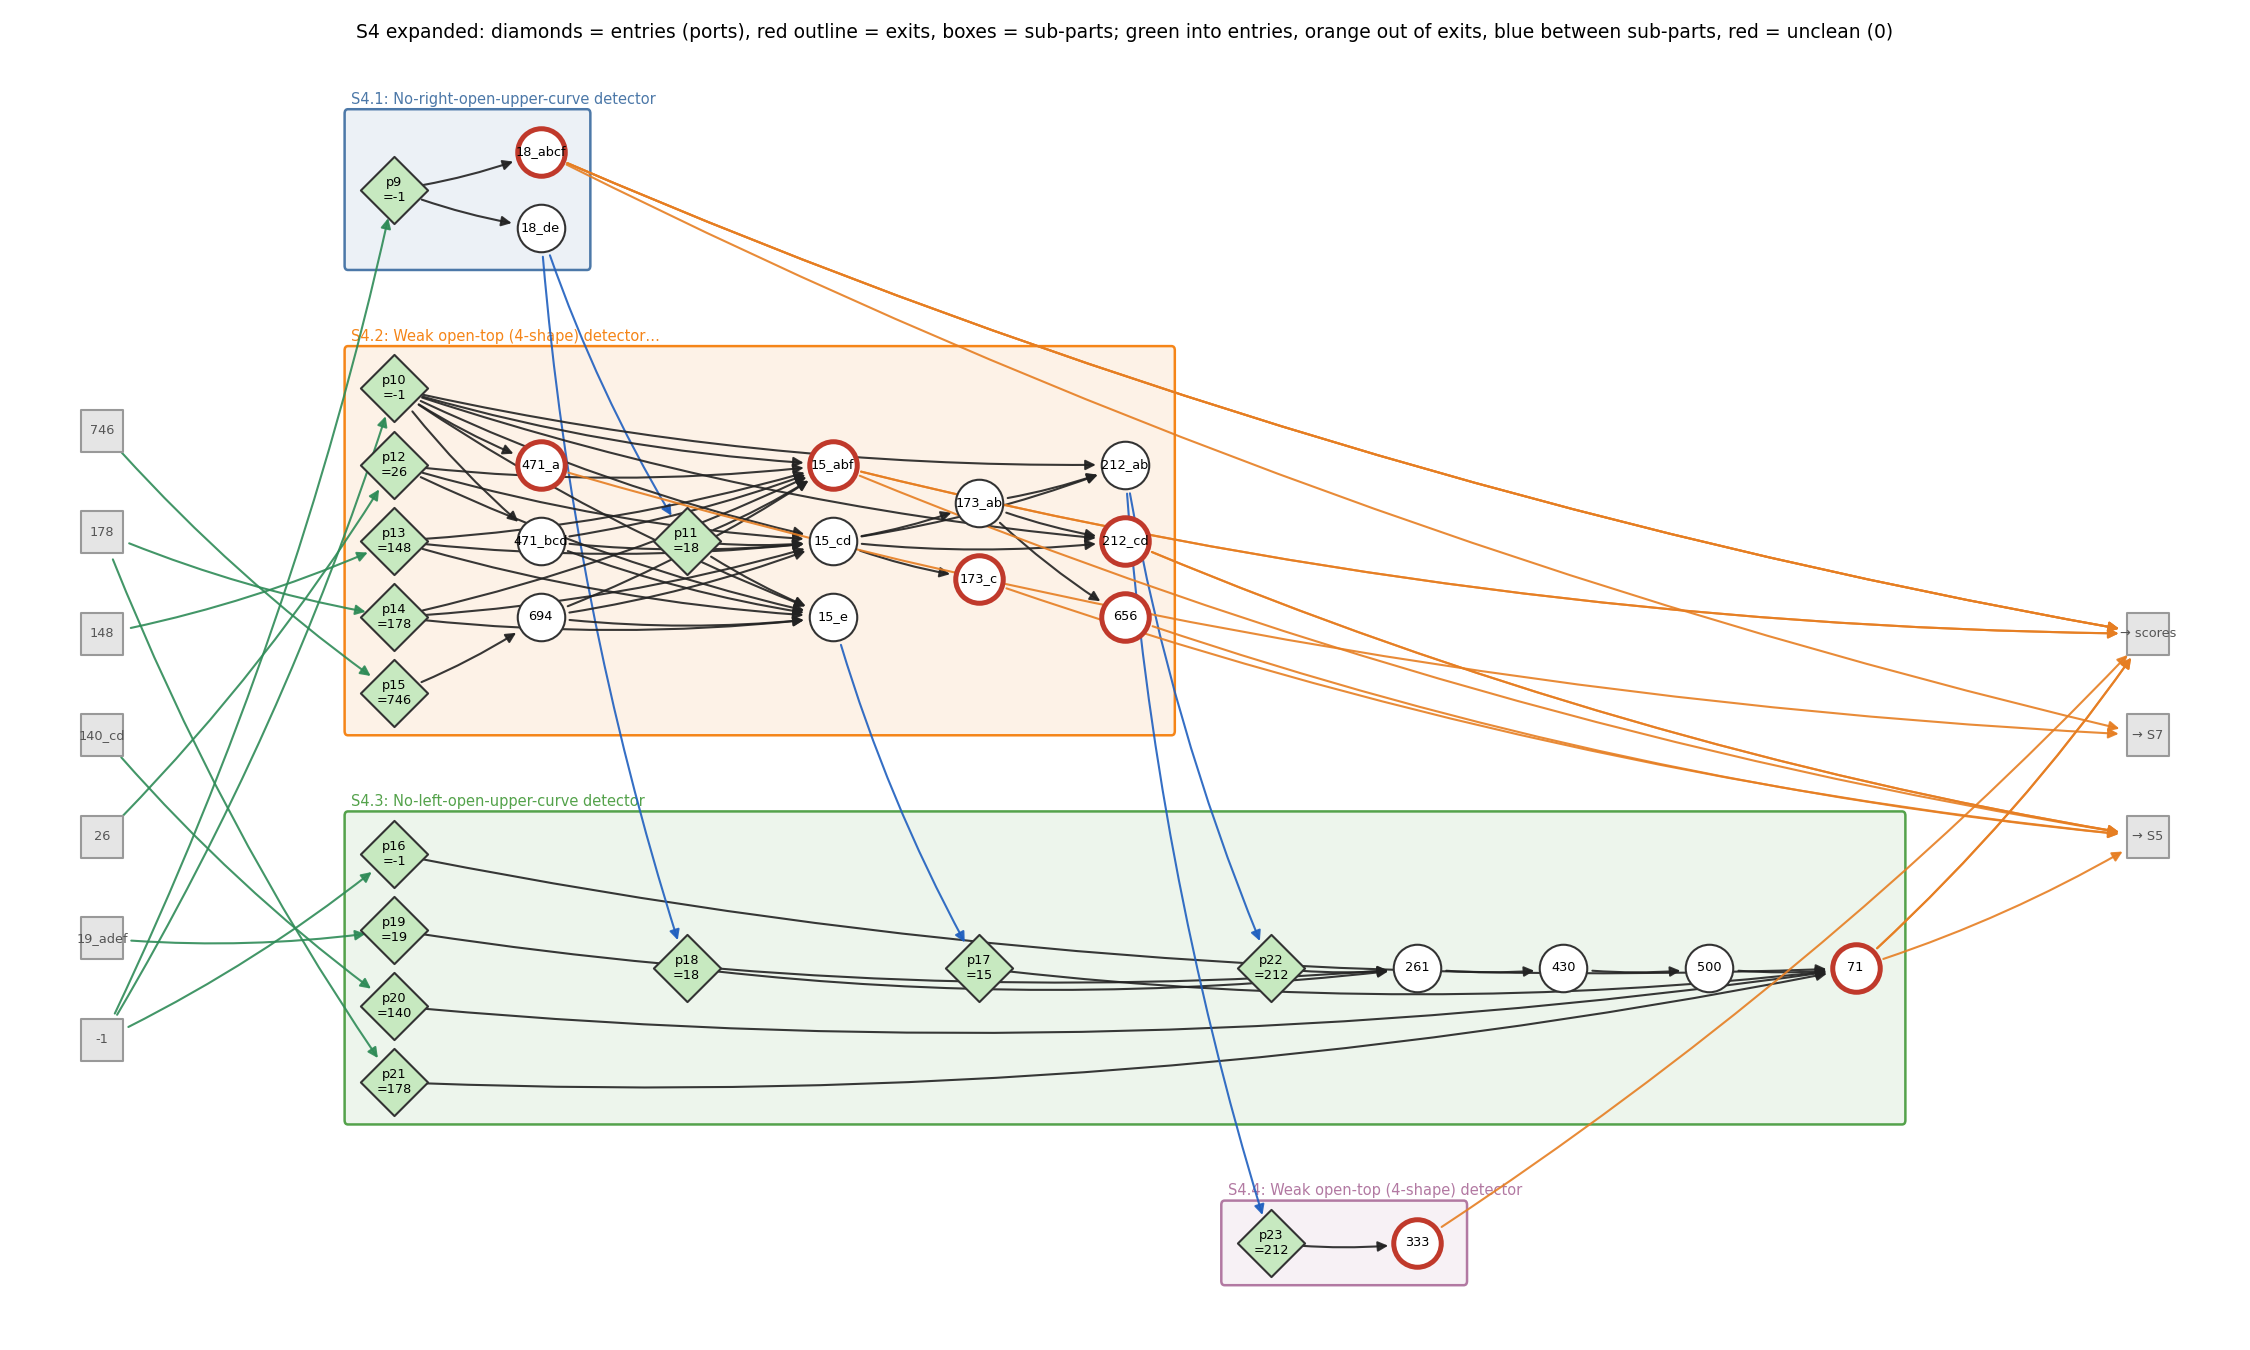 S4 expanded: diamonds = entries (ports), red outline = exits, boxes = sub-parts; green into entries, orange out of exits, blue between sub-parts, red = unclean (0)
S4.1: No-right-open-upper-curve detector
p9
=-1
18_abcf
18_de
S4.2: Weak open-top (4-shape) detector...
p10
=-1
p12
=26
p13
=148
p14
=178
p15
=746
471_a
471_bcd
694
p11
=18
15_abf
15_cd
15_e
173_ab
173_c
212_ab
212_cd
656
746
178
148
140_cd
26
19_adef
-1
→ scores
→ S7
→ S5
S4.3: No-left-open-upper-curve detector
p16
=-1
p19
=19
p20
=140
p21
=178
p18
=18
p17
=15
p22
=212
261
430
500
71
S4.4: Weak open-top (4-shape) detector
p23
=212
333